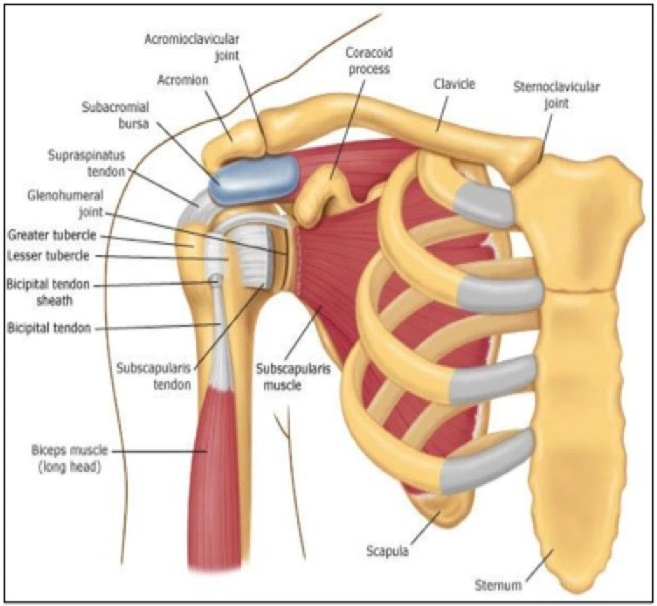 Acromioclavicular
joint
Acromion
Subacromial
bursa
Supraspinatus
tendon
Glenohumeral
joint
Greater tubercle
Lesser tubercle
Bicipital tendon
sheath
Bicipital tendon
Subscapularis
tendon
Biceps muscle
(long head)
Coracoid
process
Clavicle
Sternoclavicular
joint
Subscapularis
muscle
Scapula
Sternum